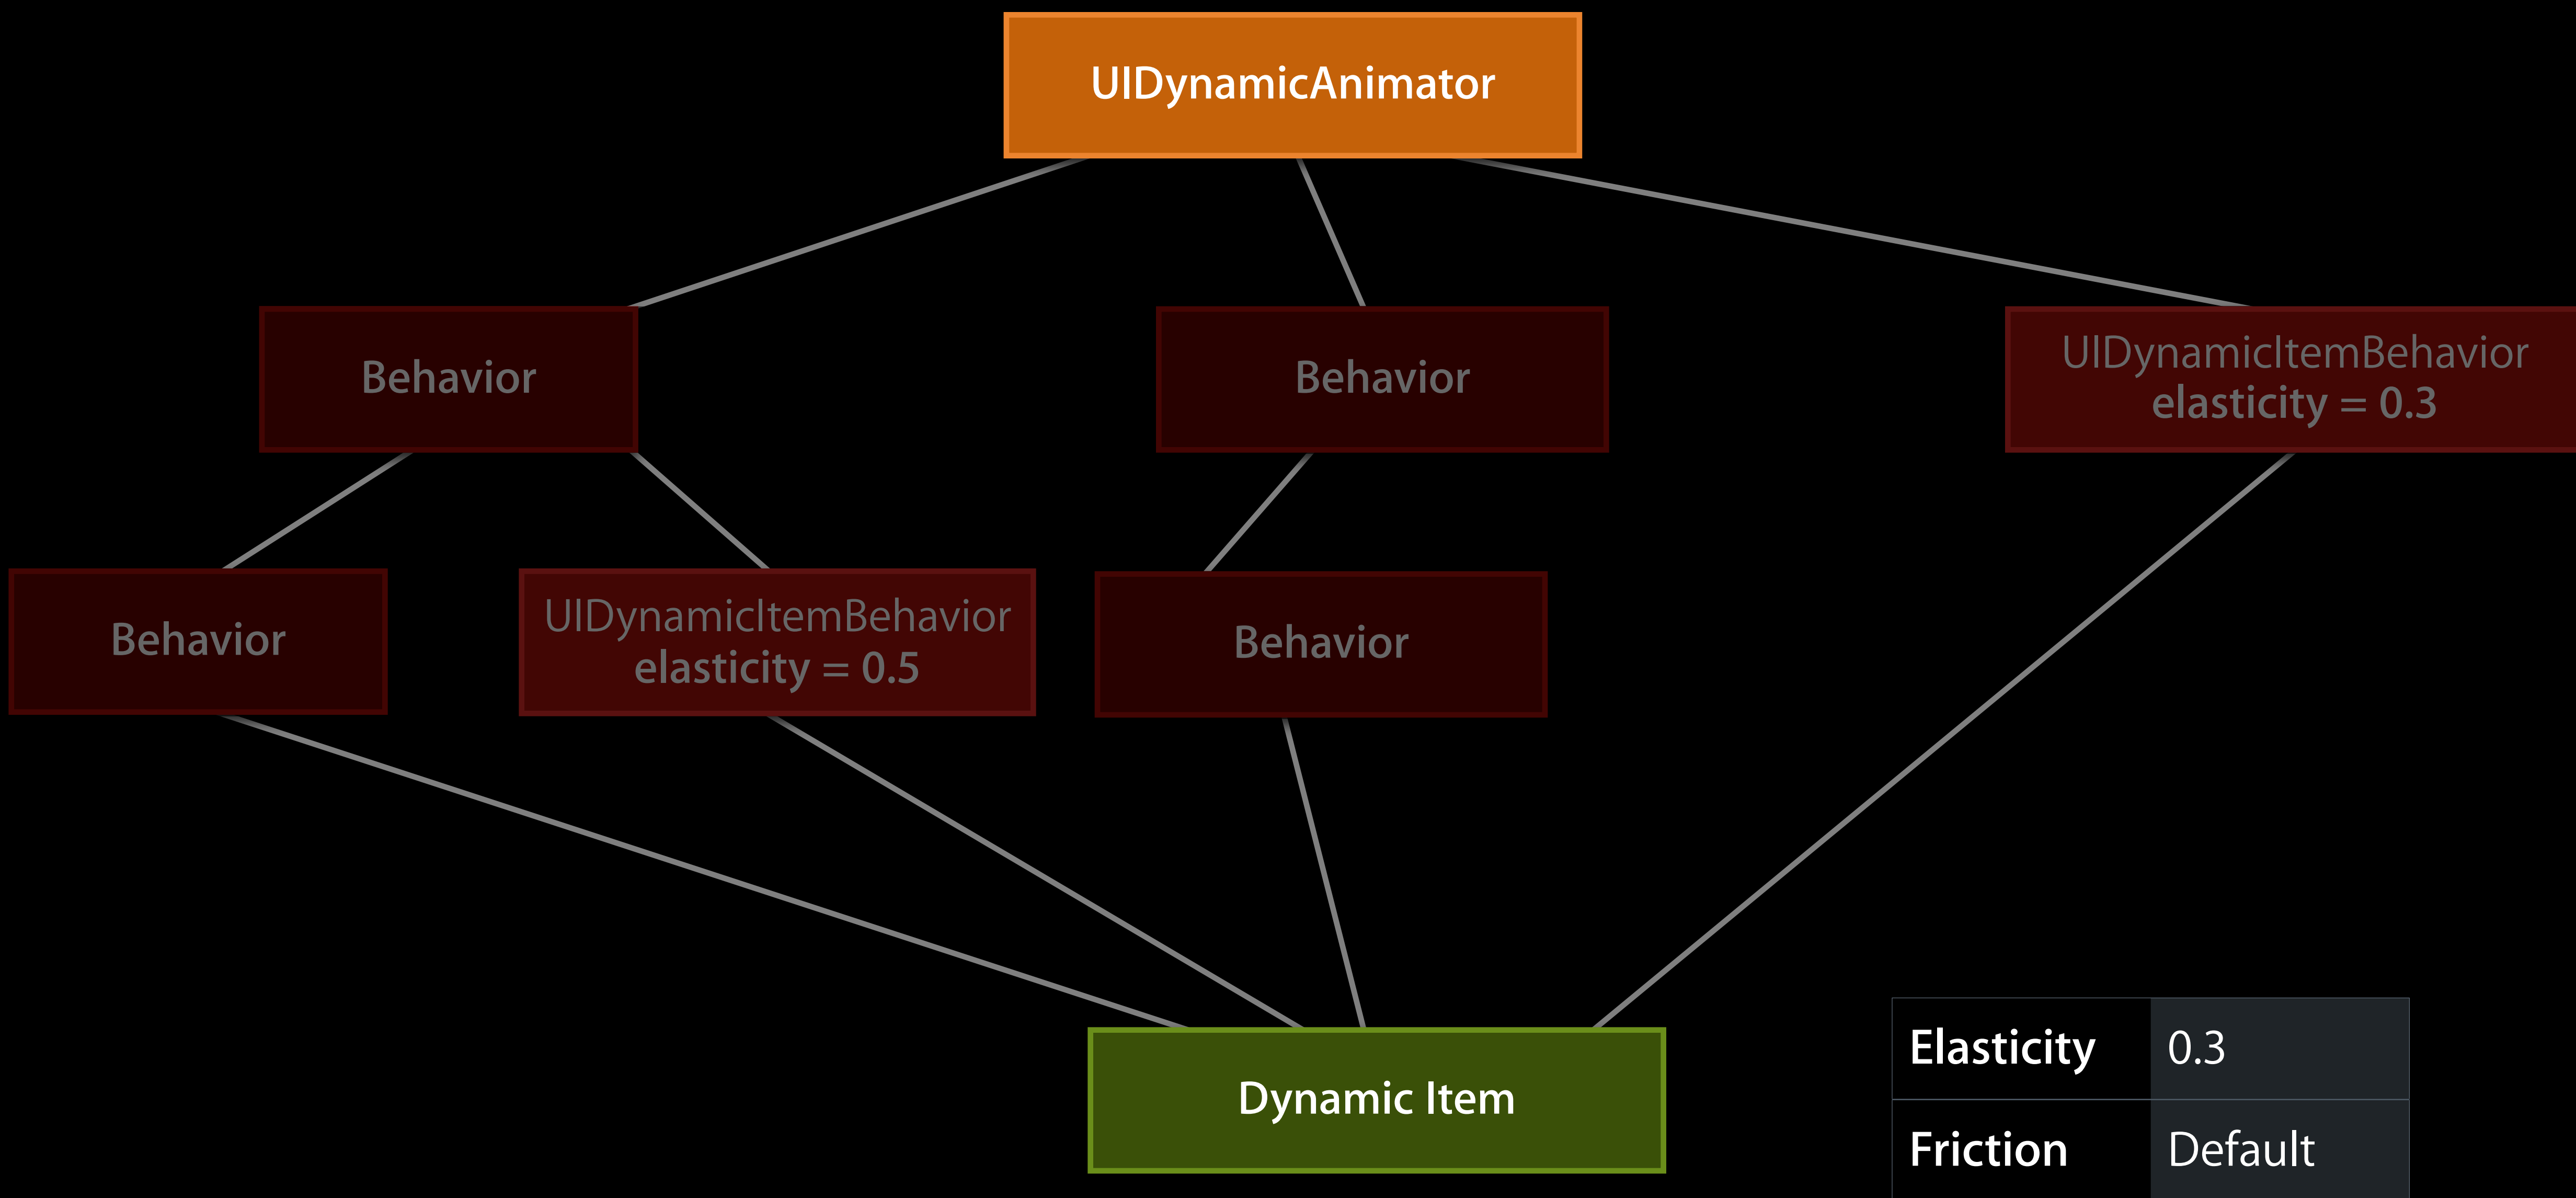 UIDynamicAnimator
Behavior
Behavior
UIDynamicItemBehavior
elasticity = 0.3
Behavior
UIDynamicItemBehavior
elasticity = 0.5
Behavior
Dynamic Item
Elasticity 0.3
Friction Default